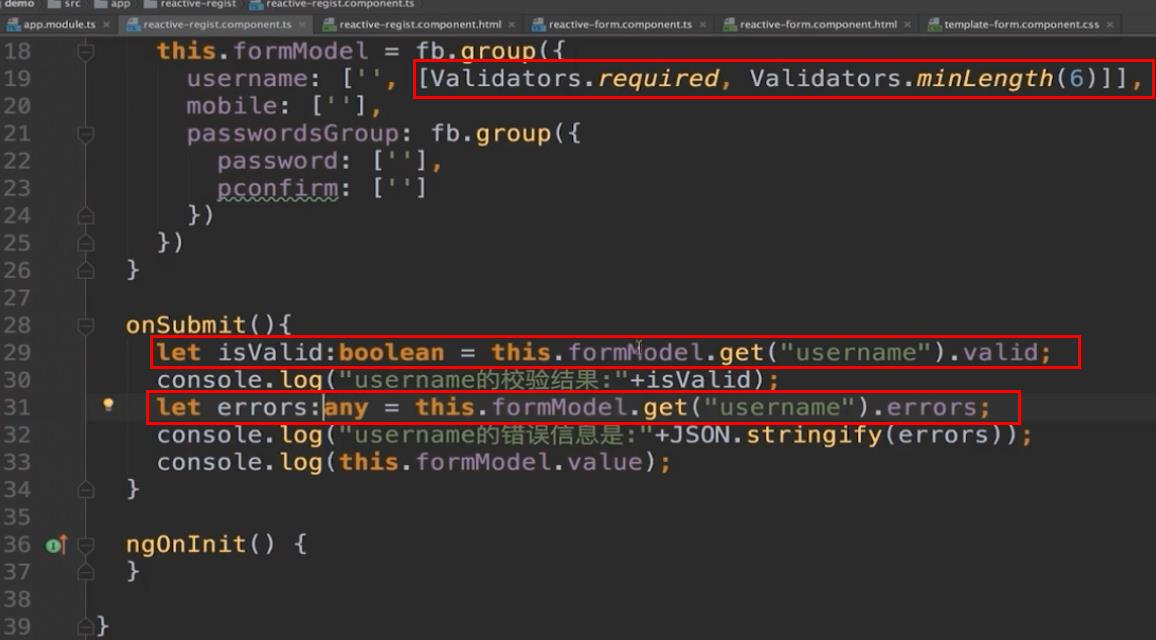 demo src app reactive-regist reactive-regist.component.ts
app.module.ts × reactive-regist.component.ts × reactive-regist.component.html × reactive-form.component.ts × reactive-form.component.html × template-form.component.css ×
18 this.formModel = fb.group({
19 username: ['', [Validators.required, Validators.minLength(6)]],
20 mobile: [''],
21 passwordsGroup: fb.group({
22 password: [''],
23 pconfirm: ['']
24 })
25 })
26 }
27
28 onSubmit(){
29 let isValid:boolean = this.formModel.get("username").valid;
30 console.log("username的校验结果:"+isValid);
31 let errors:any = this.formModel.get("username").errors;
32 console.log("username的错误信息是:"+JSON.stringify(errors));
33 console.log(this.formModel.value);
34 }
35
36 ngOnInit() {
37 }
38
39 }